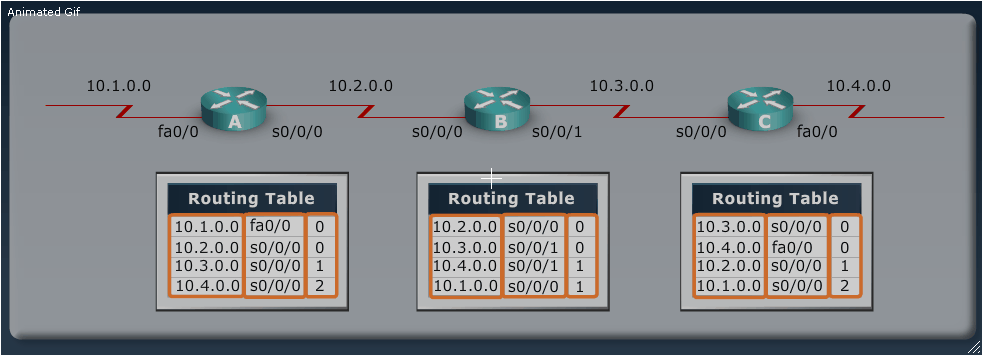 Animated Gif
10.1.0.0 10.2.0.0 10.3.0.0 10.4.0.0
A B C
fa0/0 s0/0/0 s0/0/0 s0/0/1 s0/0/0 fa0/0
Routing Table
10.1.0.0 fa0/0 0
10.2.0.0 s0/0/0 0
10.3.0.0 s0/0/0 1
10.4.0.0 s0/0/0 2
Routing Table
10.2.0.0 s0/0/0 0
10.3.0.0 s0/0/1 0
10.4.0.0 s0/0/1 1
10.1.0.0 s0/0/0 1
Routing Table
10.3.0.0 s0/0/0 0
10.4.0.0 fa0/0 0
10.2.0.0 s0/0/0 1
10.1.0.0 s0/0/0 2